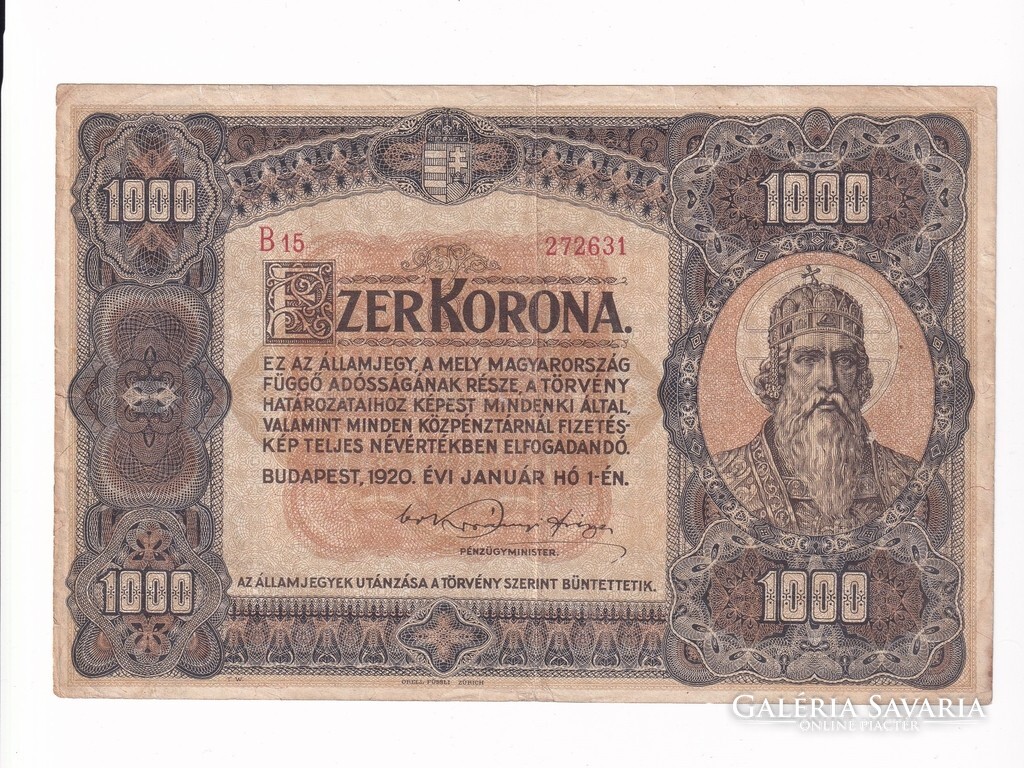 1000
1000
B 15
272631
EZER KORONA.
EZ AZ ÁLLAMJEGY, A MELY MAGYARORSZÁG
FÜGGŐ ADÓSSÁGÁNAK RÉSZE, A TÖRVÉNY
HATÁROZATAIHOZ KÉPEST MINDENKI ÁLTAL,
VALAMINT MINDEN KÖZPÉNZTÁRNÁL FIZETÉS-
KÉP TELJES NÉVÉRTÉKBEN ELFOGADANDÓ.
BUDAPEST, 1920. ÉVI JANUÁR HÓ 1-ÉN.
PÉNZÜGYMINISTER.
1000
1000
AZ ÁLLAMJEGYEK UTÁNZÁSA A TÖRVÉNY SZERINT BÜNTETTETIK.
ORELL FÜSSLI ZÜRICH
GALÉRIA SAVARIA
ONLINE PIACTÉR